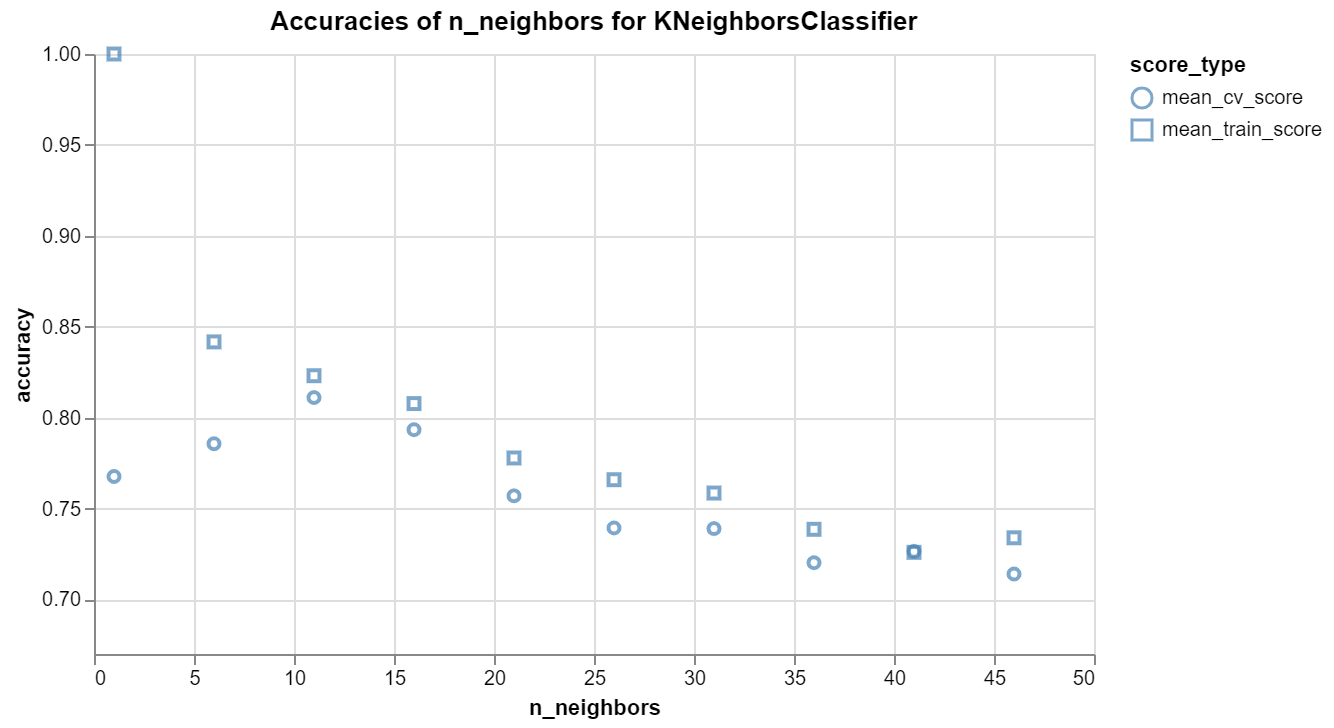 Accuracies of n_neighbors for KNeighborsClassifier
score_type
mean_cv_score
mean_train_score
accuracy
1.00
0.95
0.90
0.85
0.80
0.75
0.70
0 5 10 15 20 25 30 35 40 45 50
n_neighbors